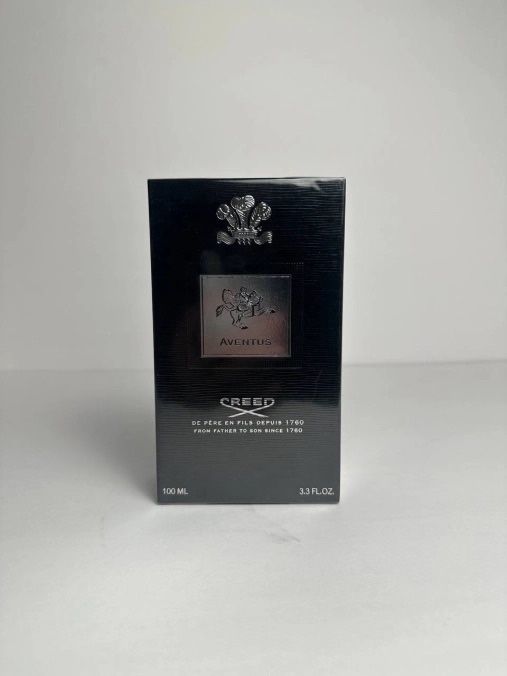 AVENTUS
CREED
DE PÈRE EN FILS DEPUIS 1760
FROM FATHER TO SON SINCE 1760
100 ML 3.3 FL.OZ.